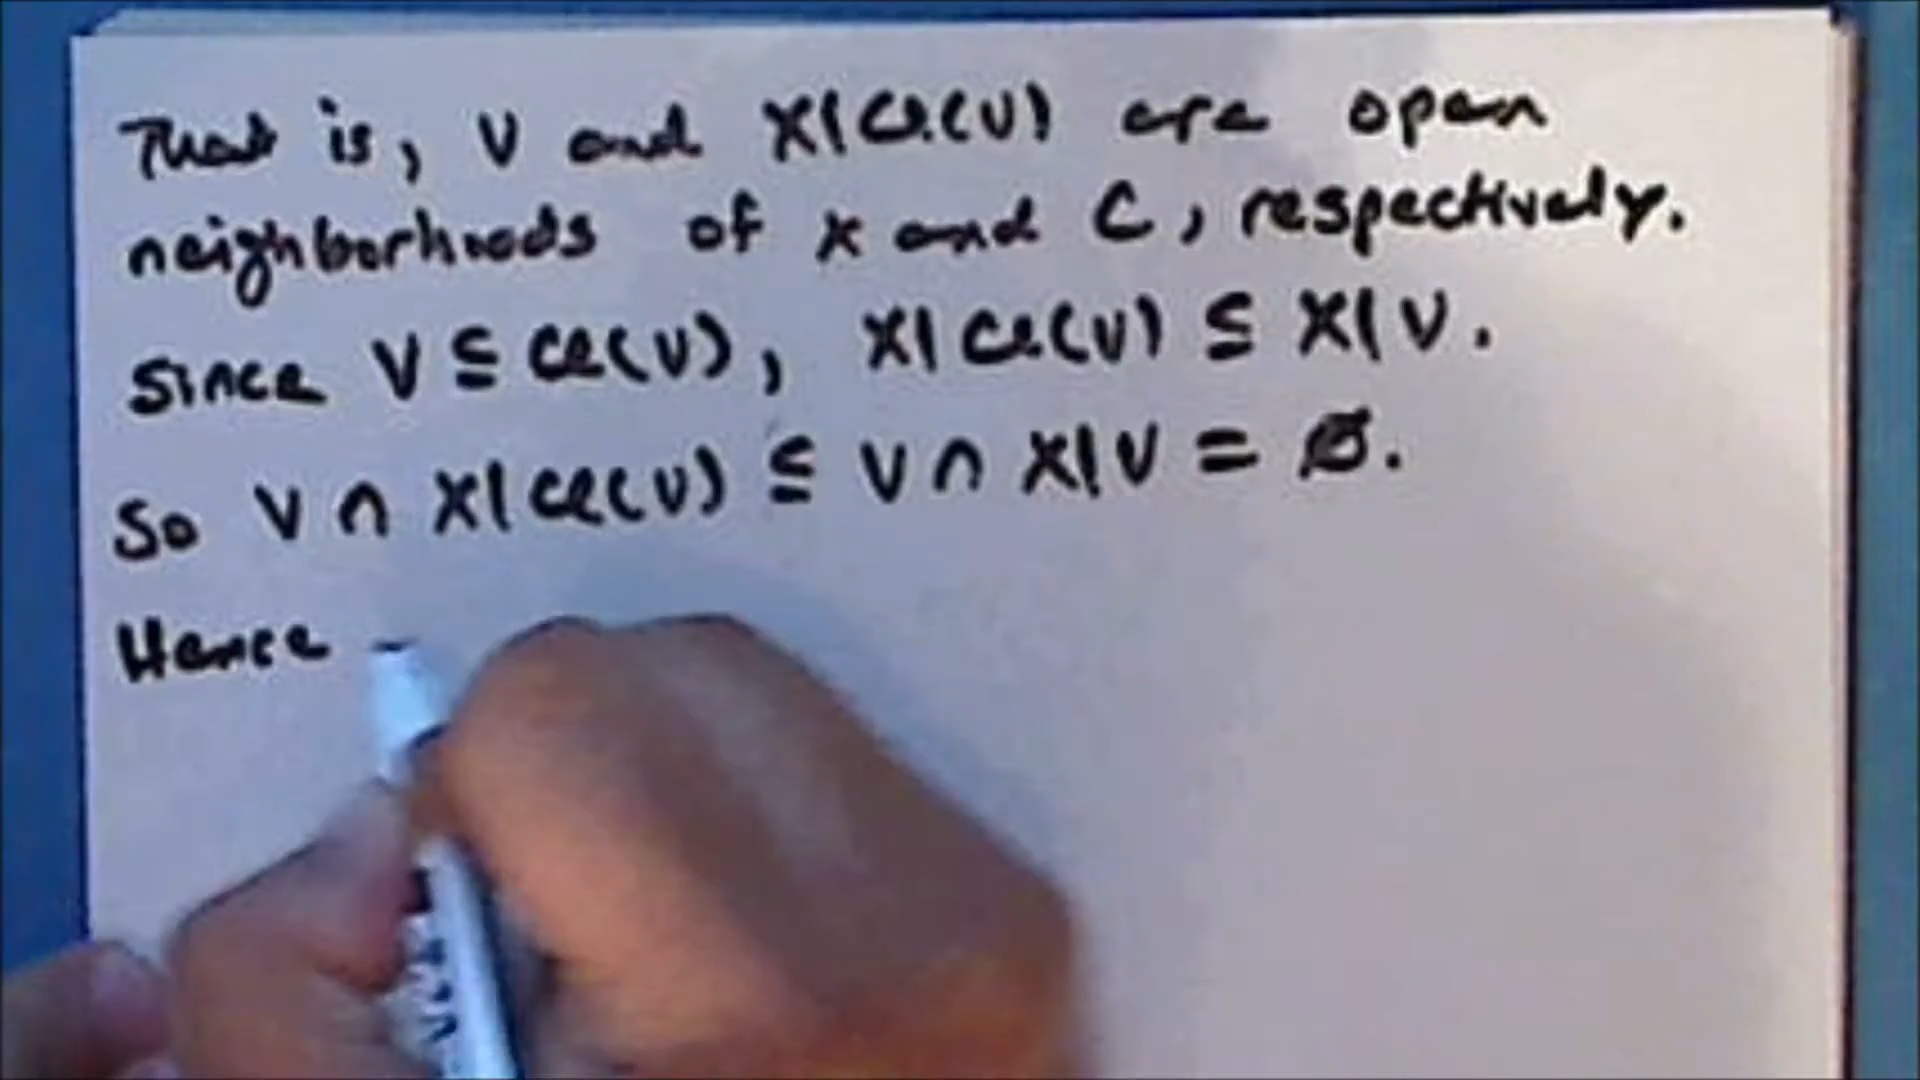 That is, V and X\Cl(V) are open
neighborhoods of x and C, respectively.
Since V ⊆ Cl(V), X\Cl(V) ⊆ X\V.
So V ∩ X\Cl(V) ⊆ V ∩ X\V = Ø.
Hence